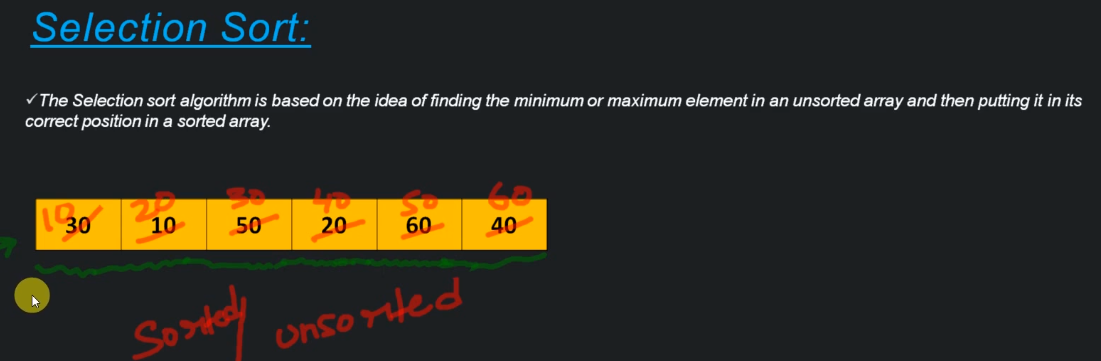 Selection Sort:
✓The Selection sort algorithm is based on the idea of finding the minimum or maximum element in an unsorted array and then putting it in its
correct position in a sorted array.
10 20 30 40 50 60
30 10 50 20 60 40
Sorted unsorted